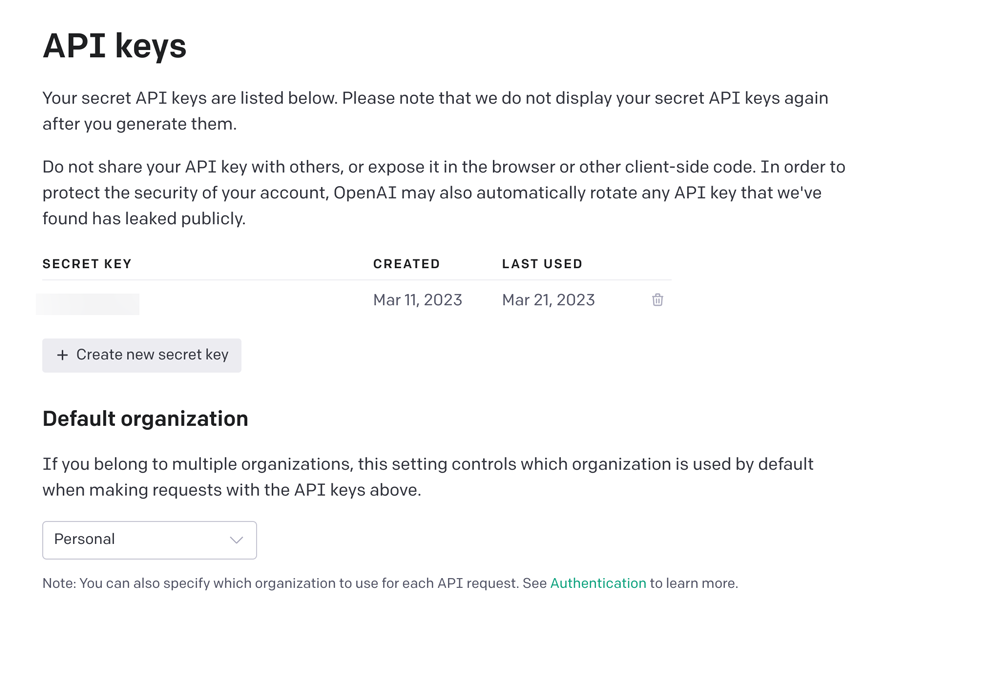 API keys
Your secret API keys are listed below. Please note that we do not display your secret API keys again
after you generate them.
Do not share your API key with others, or expose it in the browser or other client-side code. In order to
protect the security of your account, OpenAI may also automatically rotate any API key that we've
found has leaked publicly.
SECRET KEY CREATED LAST USED
Mar 11, 2023 Mar 21, 2023
+ Create new secret key
Default organization
If you belong to multiple organizations, this setting controls which organization is used by default
when making requests with the API keys above.
Personal
Note: You can also specify which organization to use for each API request. See Authentication to learn more.